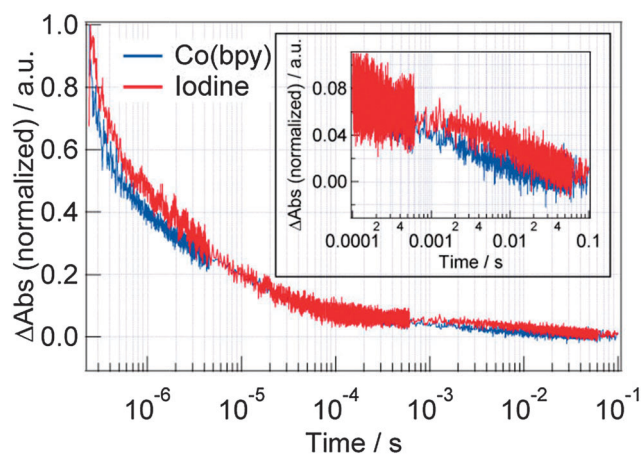 ΔAbs (normalized) / a.u.
1.0
0.8
0.6
0.4
0.2
0.0
Co(bpy)
Iodine
ΔAbs (normalized) / a.u.
0.08
0.04
0.00
0.0001 2 4 0.001 2 4 0.01 2 4 0.1
Time / s
10-6 10-5 10-4 10-3 10-2 10-1
Time / s